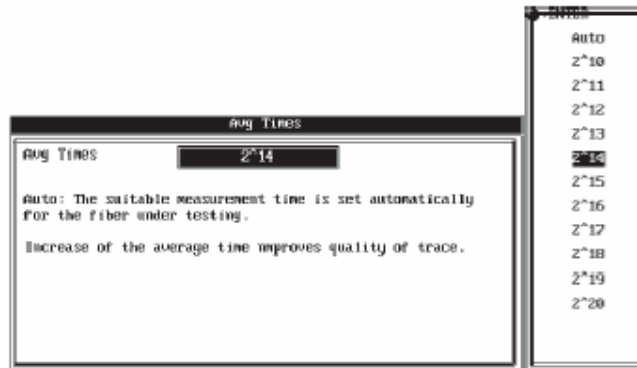 Avg Times
Avg Times 2^14
Auto: The suitable measurement time is set automatically
for the fiber under testing.
Increase of the average time improves quality of trace.
ENTER
Auto
2^10
2^11
2^12
2^13
2^14
2^15
2^16
2^17
2^18
2^19
2^20